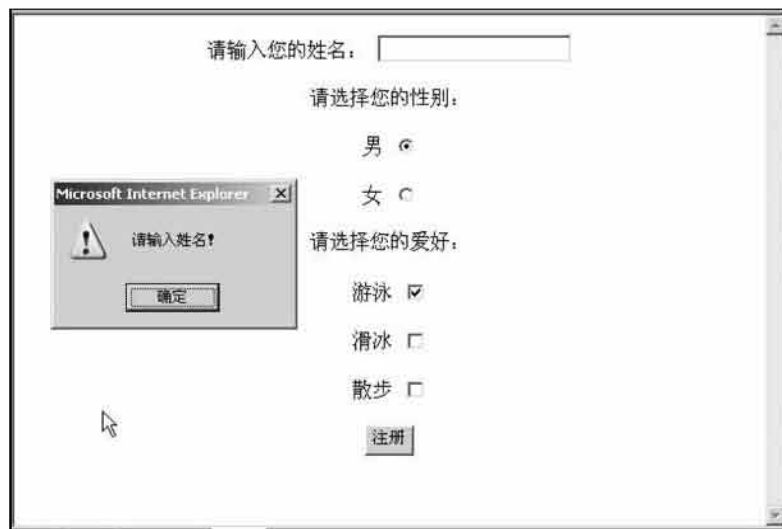 请输入您的姓名：
请选择您的性别：
男
女
Microsoft Internet Explorer
请输入姓名！
确定
请选择您的爱好：
游泳
滑冰
散步
注册